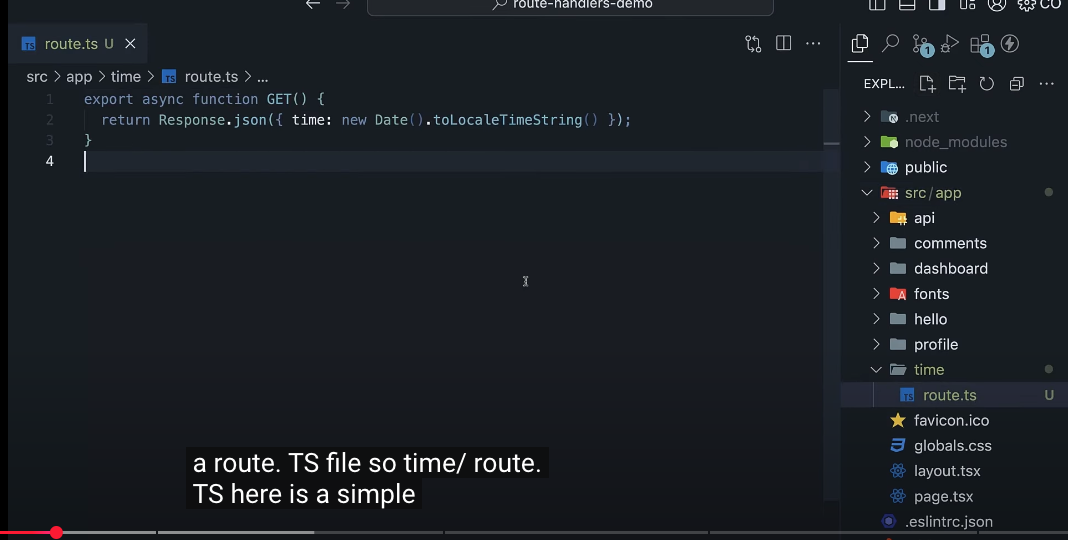 route-handlers-demo
CO
TS route.ts U
src > app > time > TS route.ts > ...
1 export async function GET() {
2 return Response.json({ time: new Date().toLocaleTimeString() });
3 }
4
1
1
EXPL...
.next
node_modules
public
src/app
api
comments
dashboard
A fonts
hello
profile
time
TS route.ts U
favicon.ico
globals.css
layout.tsx
page.tsx
.eslintrc.json
a route. TS file so time/ route.
TS here is a simple